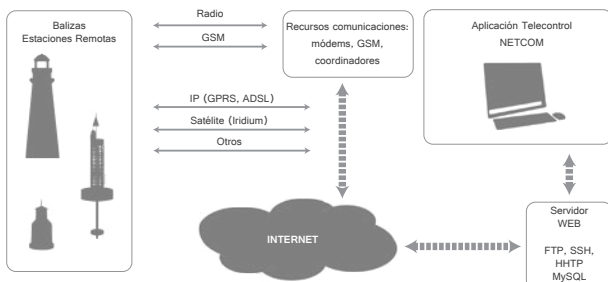 Balizas
Estaciones Remotas
Radio
GSM
IP (GPRS, ADSL)
Satélite (Iridium)
Otros
Recursos comunicaciones:
módems, GSM,
coordinadores
Aplicación Telecontrol
NETCOM
INTERNET
Servidor
WEB
FTP, SSH,
HHTP
MySQL